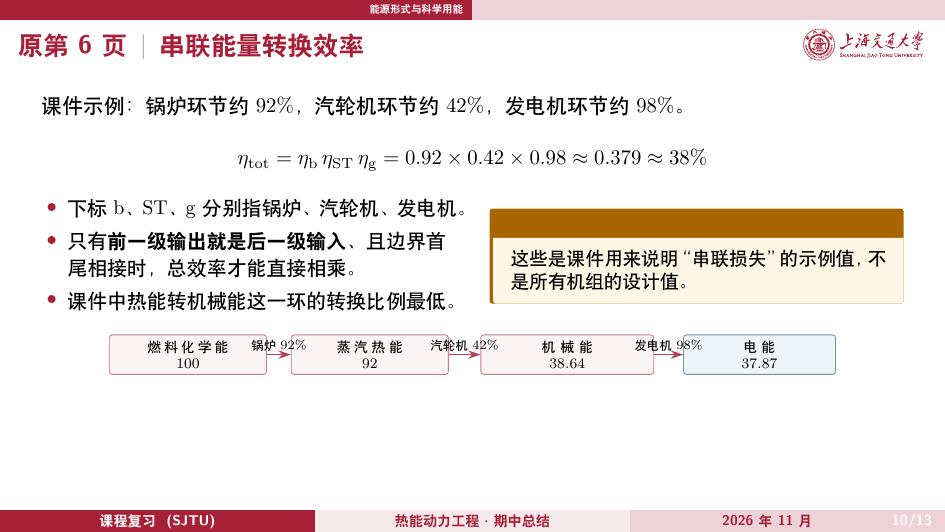 能源形式与科学用能
原第 6 页 | 串联能量转换效率
上海交通大学
SHANGHAI JIAO TONG UNIVERSITY
课件示例：锅炉环节约 92%，汽轮机环节约 42%，发电机环节约 98%。
η_tot = η_b η_ST η_g = 0.92 × 0.42 × 0.98 ≈ 0.379 ≈ 38%
• 下标 b、ST、g 分别指锅炉、汽轮机、发电机。
• 只有前一级输出就是后一级输入、且边界首
尾相接时，总效率才能直接相乘。
• 课件中热能转机械能这一环的转换比例最低。
这些是课件用来说明“串联损失”的示例值，不
是所有机组的设计值。
燃料化学能
100
锅炉 92%
蒸汽热能
92
汽轮机 42%
机械能
38.64
发电机 98%
电能
37.87
课程复习 (SJTU)
热能动力工程 · 期中总结
2026 年 11 月
10/13